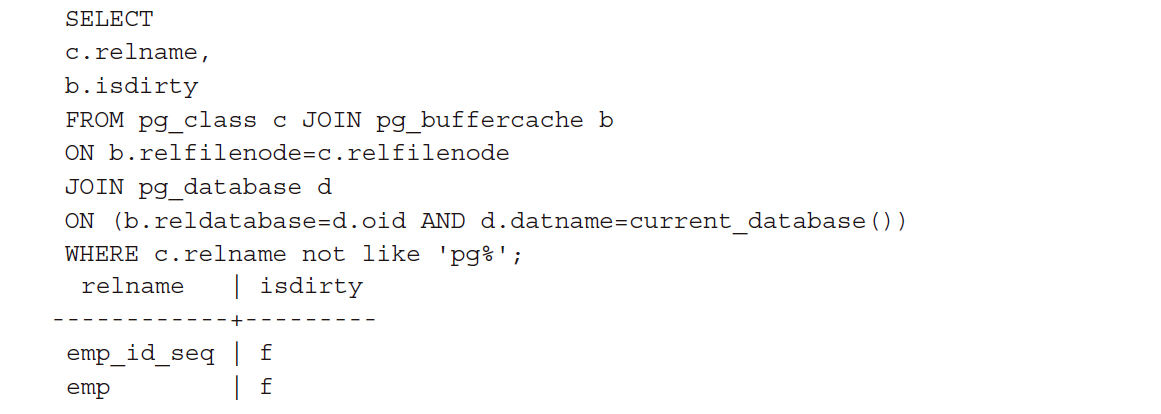 SELECT
c.relname,
b.isdirty
FROM pg_class c JOIN pg_buffercache b
ON b.relfilenode=c.relfilenode
JOIN pg_database d
ON (b.reldatabase=d.oid AND d.datname=current_database())
WHERE c.relname not like 'pg%';
  relname   | isdirty
------------+---------
 emp_id_seq | f
 emp        | f